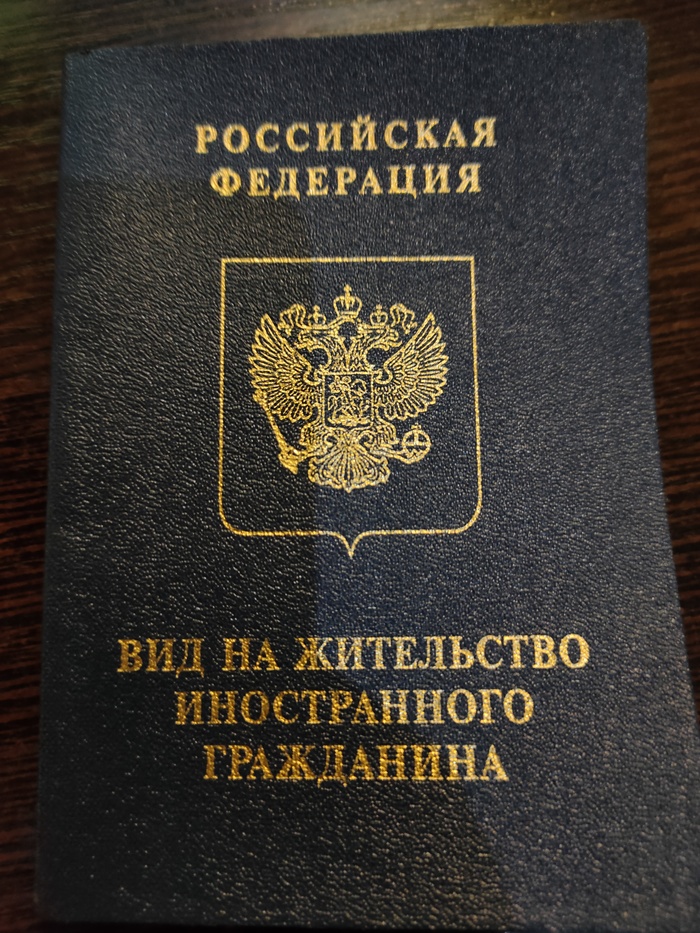 РОССИЙСКАЯ
ФЕДЕРАЦИЯ
ВИД НА ЖИТЕЛЬСТВО
ИНОСТРАННОГО
ГРАЖДАНИНА